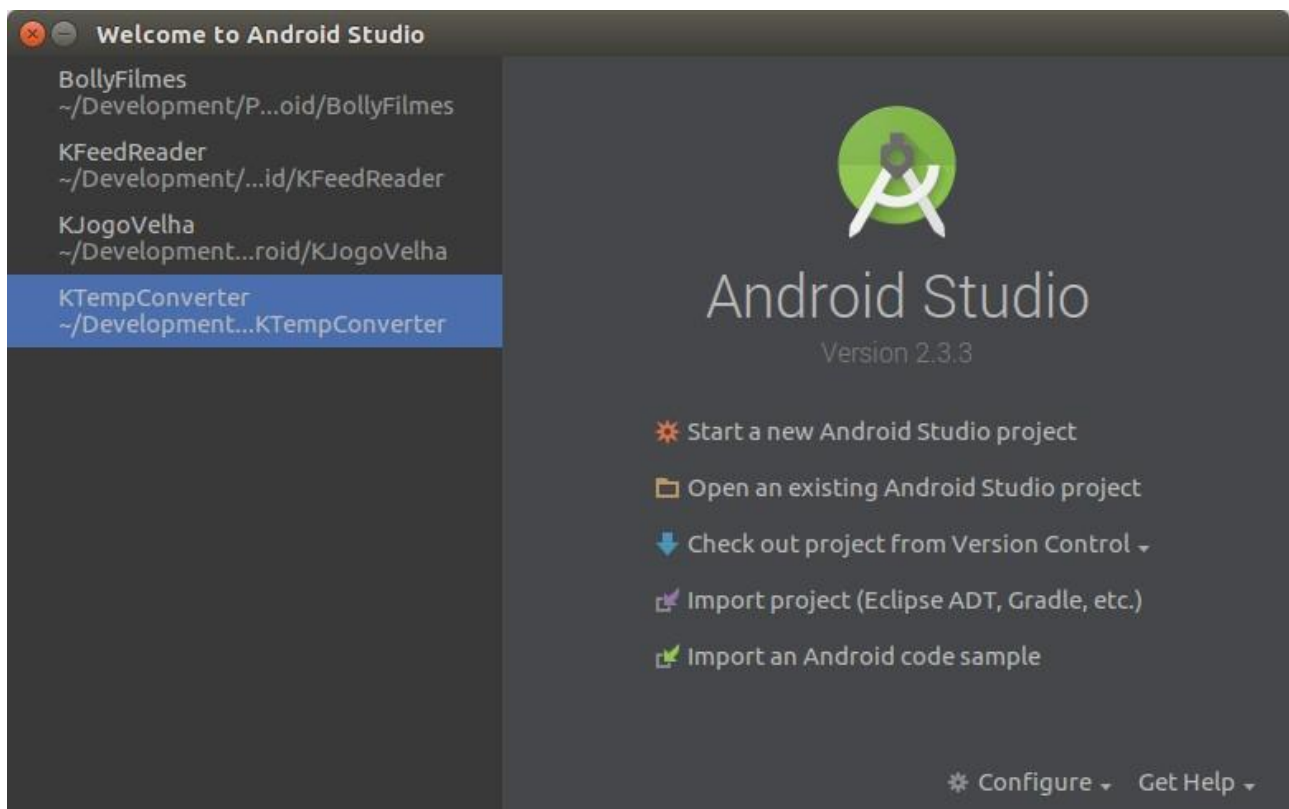 Welcome to Android Studio
BollyFilmes
~/Development/P...oid/BollyFilmes
KFeedReader
~/Development/...id/KFeedReader
KJogoVelha
~/Development...roid/KJogoVelha
KTempConverter
~/Development...KTempConverter
Android Studio
Version 2.3.3
Start a new Android Studio project
Open an existing Android Studio project
Check out project from Version Control
Import project (Eclipse ADT, Gradle, etc.)
Import an Android code sample
Configure Get Help